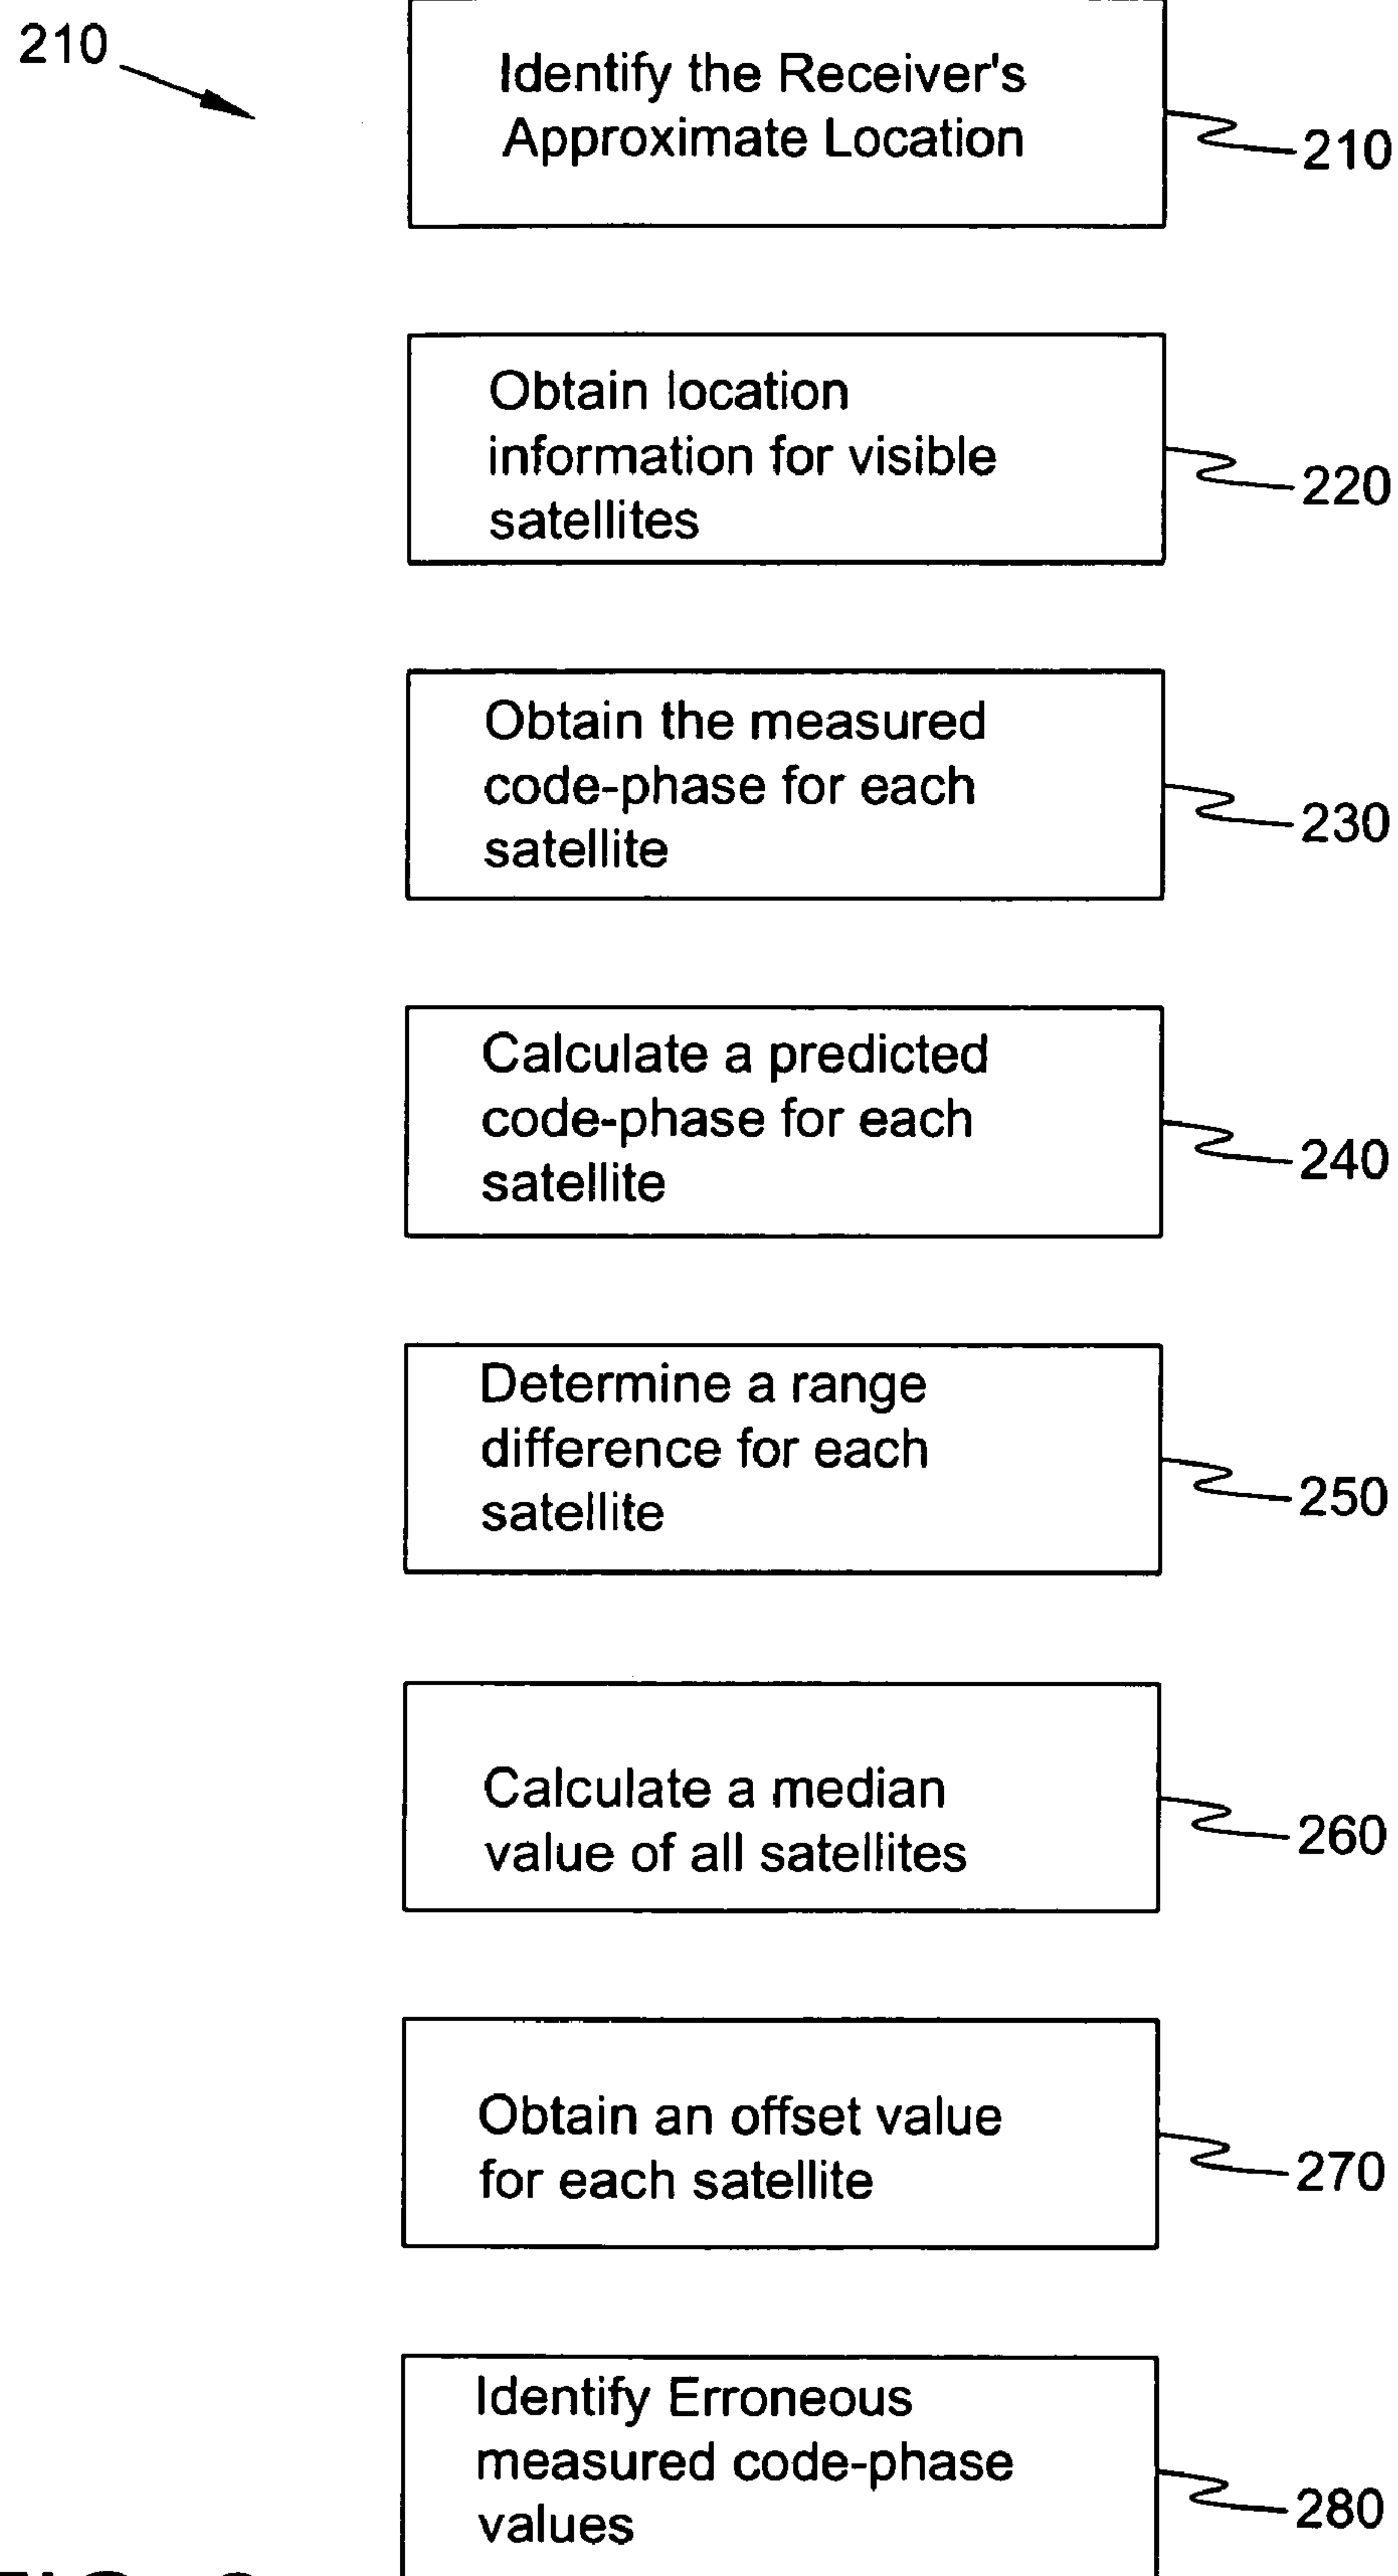 210
Identify the Receiver's
Approximate Location
210
Obtain location
information for visible
satellites
220
Obtain the measured
code-phase for each
satellite
230
Calculate a predicted
code-phase for each
satellite
240
Determine a range
difference for each
satellite
250
Calculate a median
value of all satellites
260
Obtain an offset value
for each satellite
270
Identify Erroneous
measured code-phase
values
280